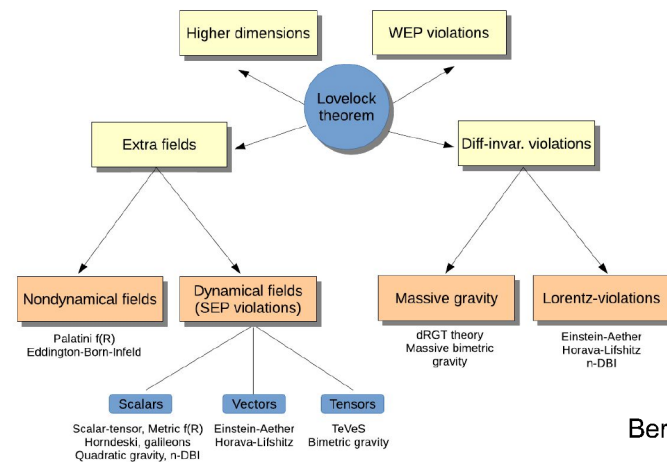 Higher dimensions
WEP violations
Lovelock
theorem
Extra fields
Diff-invar. violations
Nondynamical fields
Dynamical fields
(SEP violations)
Massive gravity
Lorentz-violations
Palatini f(R)
Eddington-Born-Infeld
dRGT theory
Massive bimetric
gravity
Einstein-Aether
Horava-Lifshitz
n-DBI
Scalars
Vectors
Tensors
Scalar-tensor, Metric f(R)
Horndeski, galileons
Quadratic gravity, n-DBI
Einstein-Aether
Horava-Lifshitz
TeVeS
Bimetric gravity
Ber